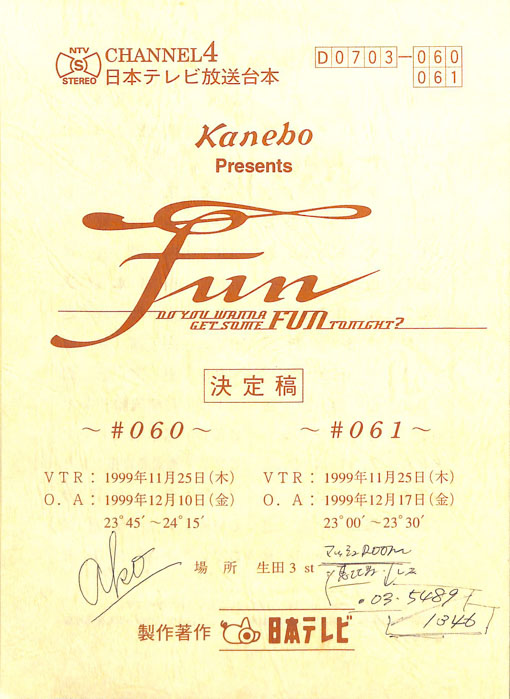 NTV
S
STEREO
CHANNEL4
日本テレビ放送台本
D0703-060
061
Kanebo
Presents
Fun
DO YOU WANNA
GET SOME FUN TONIGHT?
決定稿
～#060～ ～#061～
VTR： 1999年11月25日(木) VTR： 1999年11月25日(木)
O.A： 1999年12月10日(金) O.A： 1999年12月17日(金)
23°45′～24°15′ 23°00′～23°30′
ako
場所 生田3 st
ROOM
03・5489
1346
製作著作 日本テレビ